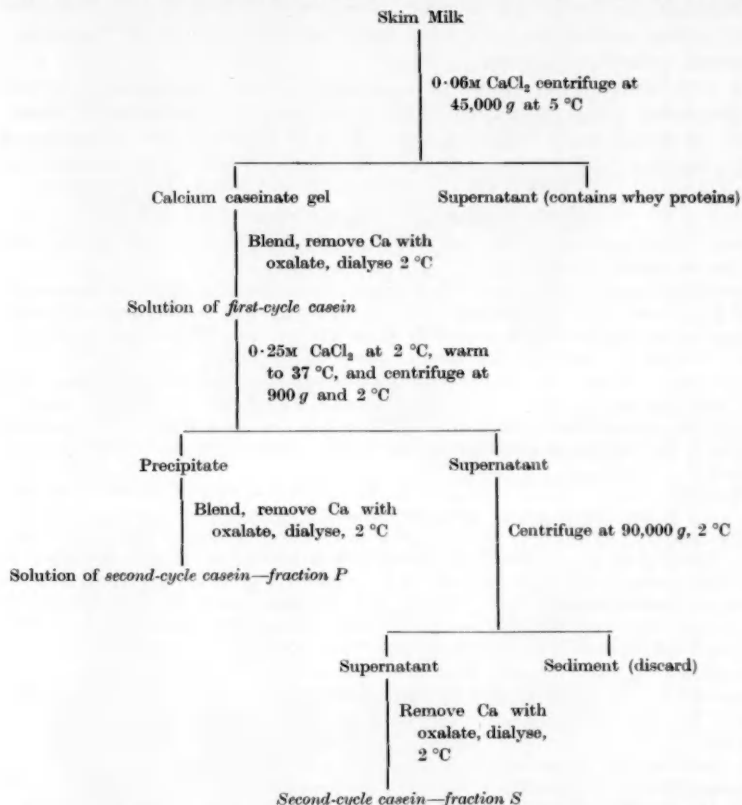 Skim Milk
0·06M CaCl₂ centrifuge at
45,000 g at 5 °C
Calcium caseinate gel
Supernatant (contains whey proteins)
Blend, remove Ca with
oxalate, dialyse 2 °C
Solution of first-cycle casein
0·25M CaCl₂ at 2 °C, warm
to 37 °C, and centrifuge at
900 g and 2 °C
Precipitate
Supernatant
Blend, remove Ca with
oxalate, dialyse, 2 °C
Centrifuge at 90,000 g, 2 °C
Solution of second-cycle casein—fraction P
Supernatant
Sediment (discard)
Remove Ca with
oxalate, dialyse,
2 °C
Second-cycle casein—fraction S